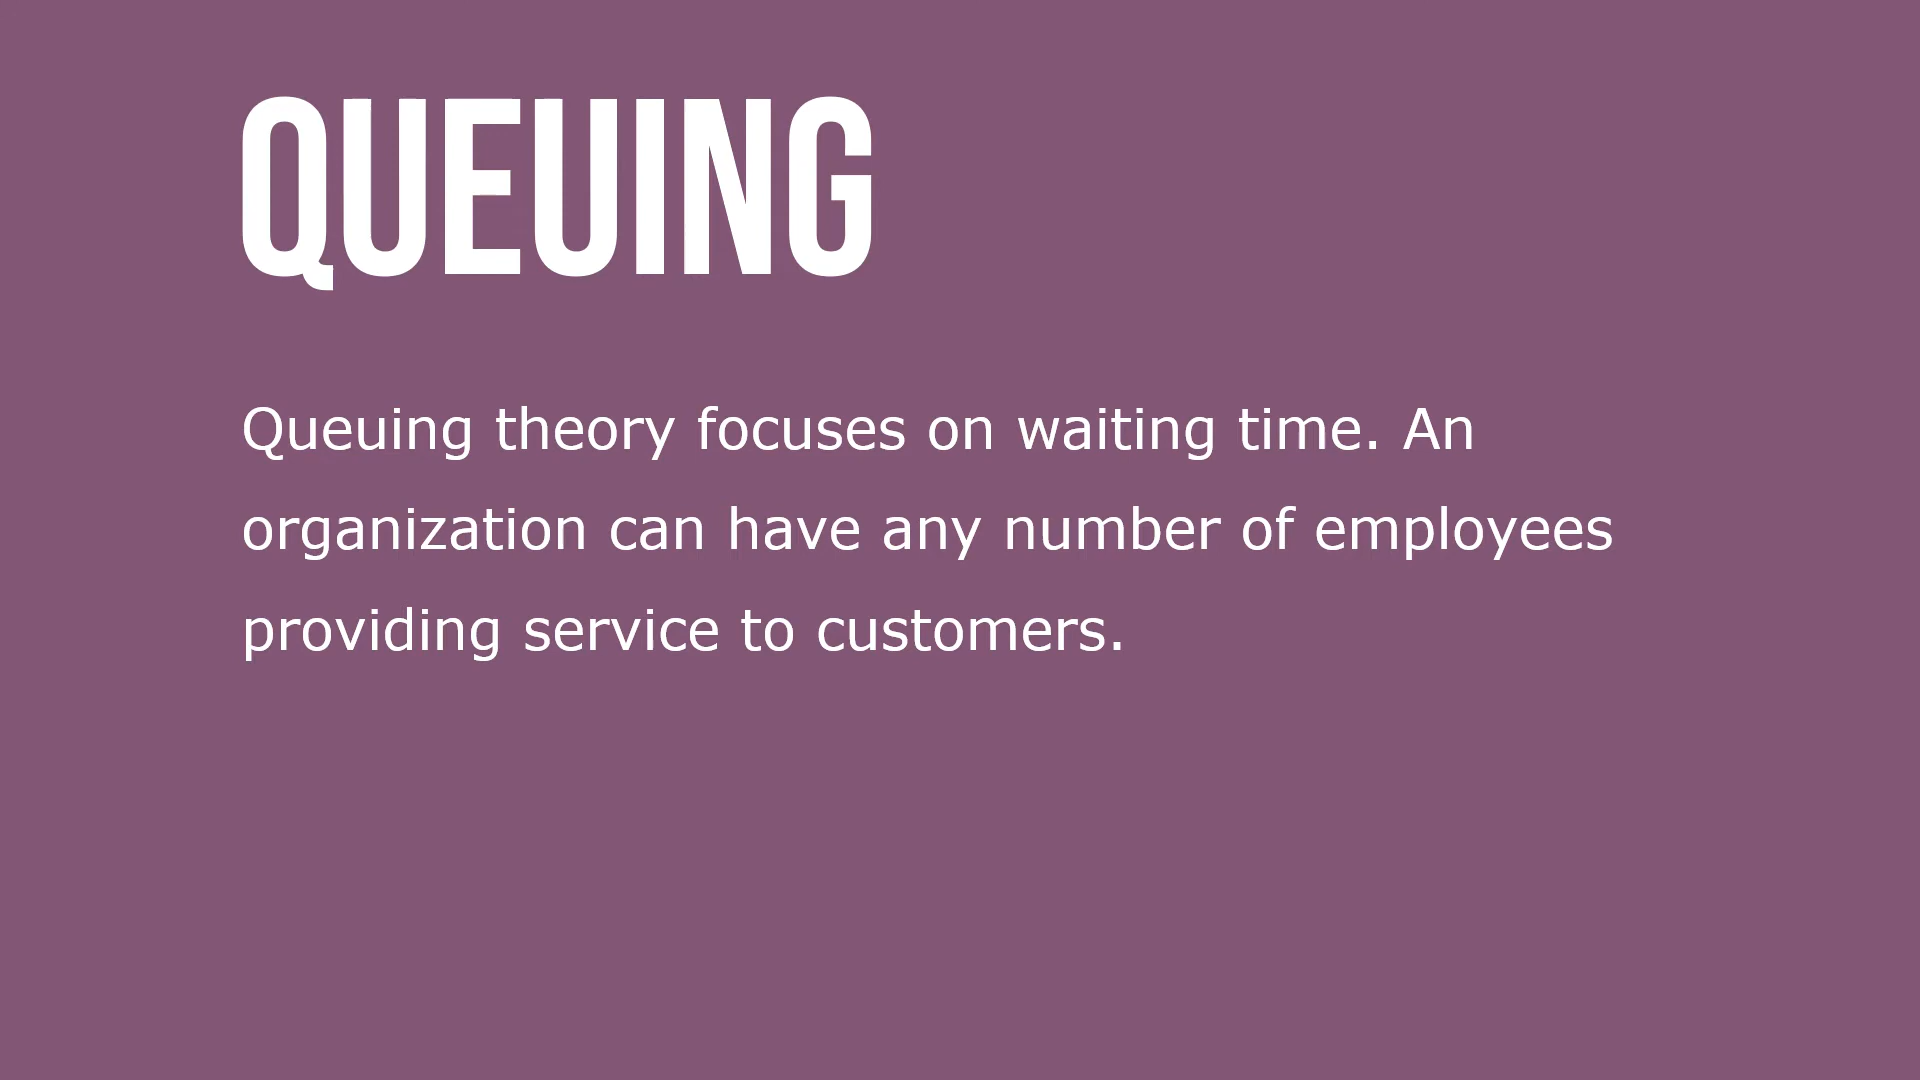 QUEUING
Queuing theory focuses on waiting time. An
organization can have any number of employees
providing service to customers.